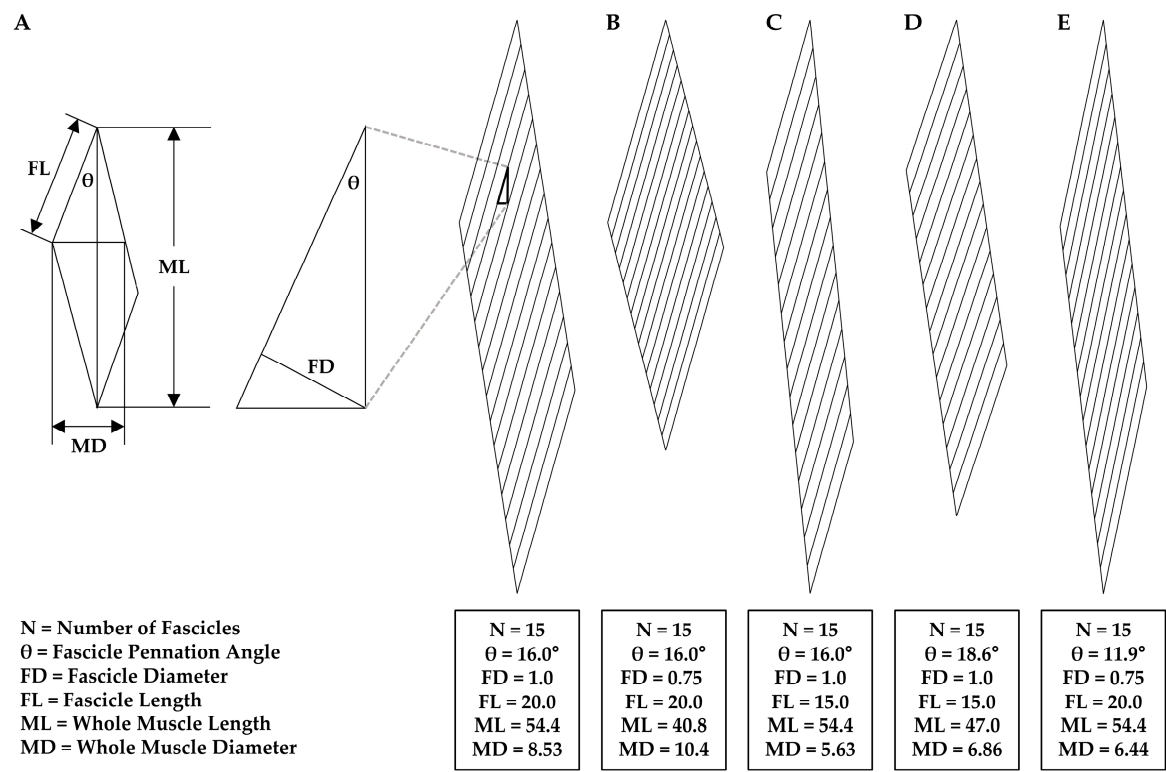 A
B
C
D
E
FL
θ
ML
MD
θ
FD
N = Number of Fascicles
θ = Fascicle Pennation Angle
FD = Fascicle Diameter
FL = Fascicle Length
ML = Whole Muscle Length
MD = Whole Muscle Diameter
N = 15
θ = 16.0°
FD = 1.0
FL = 20.0
ML = 54.4
MD = 8.53
N = 15
θ = 16.0°
FD = 0.75
FL = 20.0
ML = 40.8
MD = 10.4
N = 15
θ = 16.0°
FD = 1.0
FL = 15.0
ML = 54.4
MD = 5.63
N = 15
θ = 18.6°
FD = 1.0
FL = 15.0
ML = 47.0
MD = 6.86
N = 15
θ = 11.9°
FD = 0.75
FL = 20.0
ML = 54.4
MD = 6.44